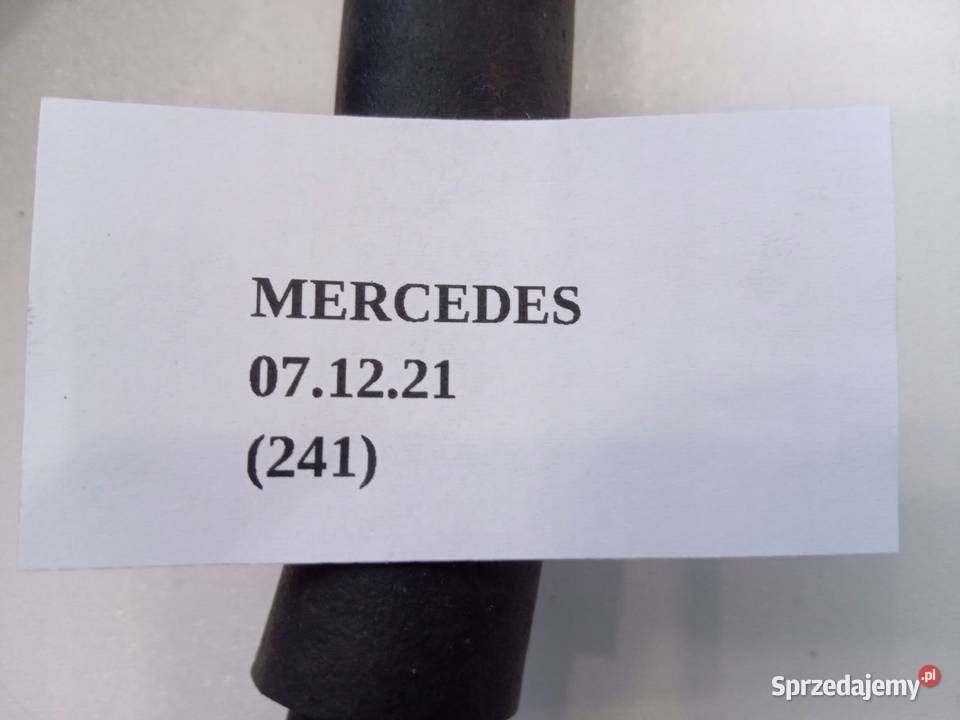 MERCEDES
07.12.21
(241)
Sprzedajemy.pl